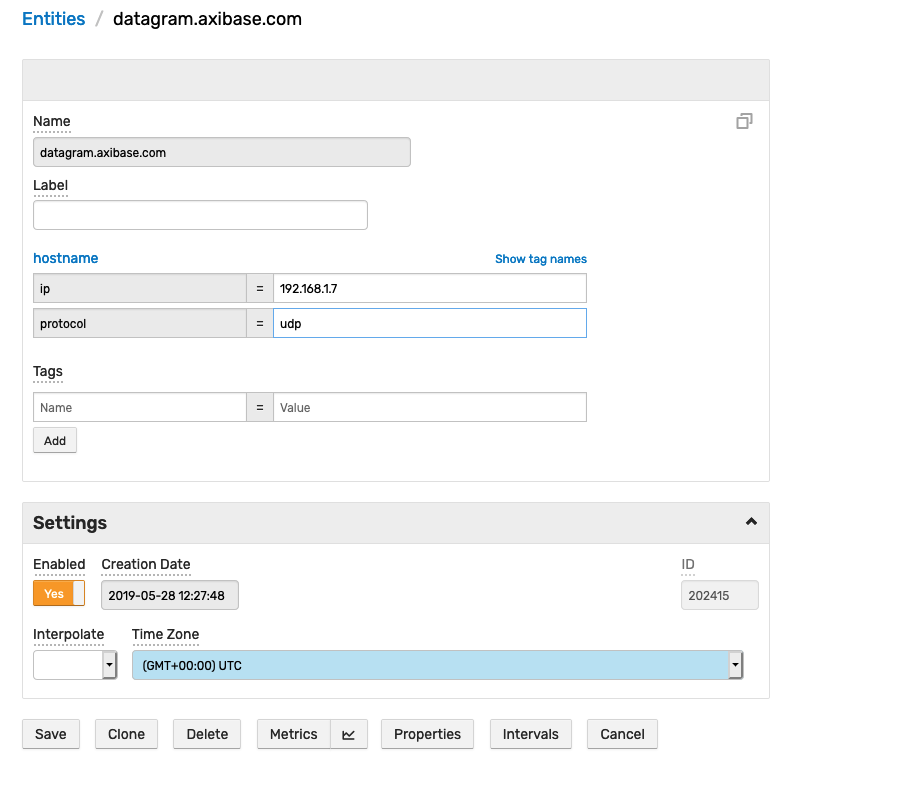 Entities / datagram.axibase.com
Name
datagram.axibase.com
Label
hostname Show tag names
ip = 192.168.1.7
protocol = udp
Tags
Name = Value
Add
Settings
Enabled Creation Date ID
Yes 2019-05-28 12:27:48 202415
Interpolate Time Zone
(GMT+00:00) UTC
Save Clone Delete Metrics Properties Intervals Cancel